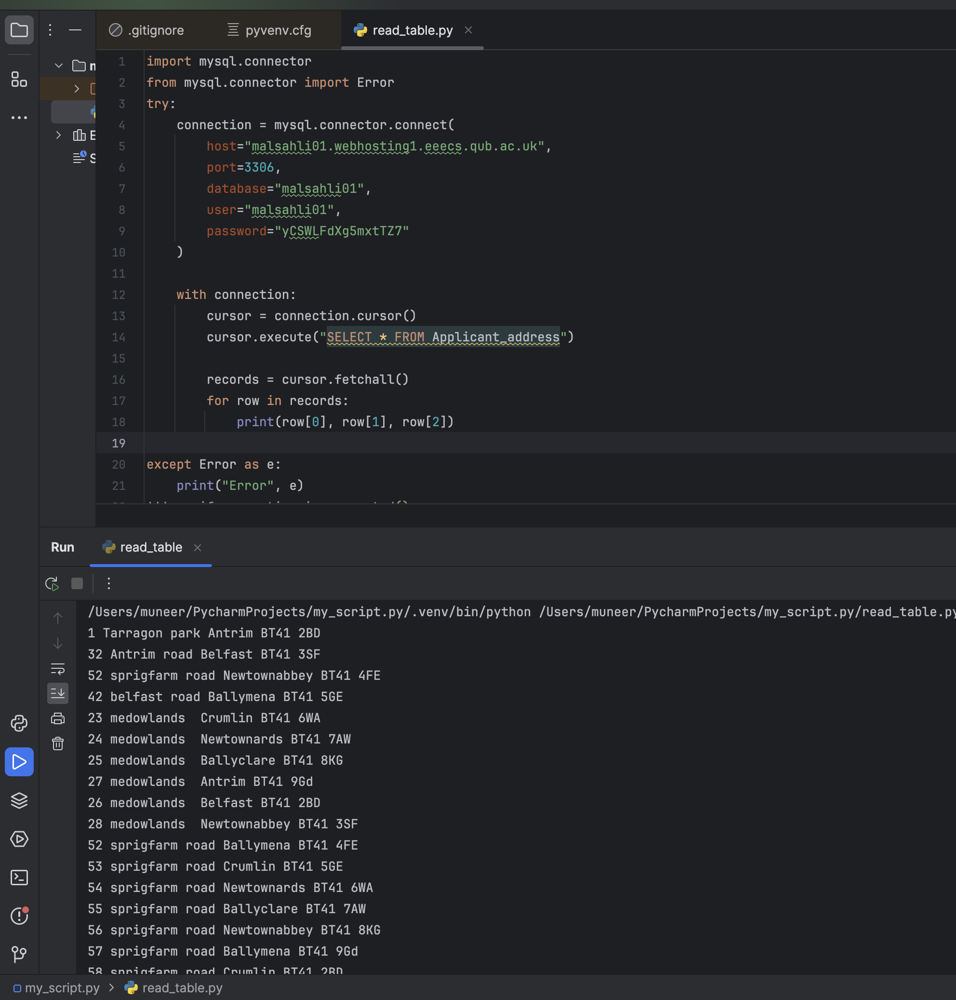 .gitignore
pyvenv.cfg
read_table.py
1 import mysql.connector
2 from mysql.connector import Error
3 try:
4 connection = mysql.connector.connect(
5 host="malsahli01.webhosting1.eeecs.qub.ac.uk",
6 port=3306,
7 database="malsahli01",
8 user="malsahli01",
9 password="yCSWLFdXg5mxtTZ7"
10 )
11
12 with connection:
13 cursor = connection.cursor()
14 cursor.execute("SELECT * FROM Applicant_address")
15
16 records = cursor.fetchall()
17 for row in records:
18 print(row[0], row[1], row[2])
19
20 except Error as e:
21 print("Error", e)
Run
read_table
/Users/muneer/PycharmProjects/my_script.py/.venv/bin/python /Users/muneer/PycharmProjects/my_script.py/read_table.py
1 Tarragon park Antrim BT41 2BD
32 Antrim road Belfast BT41 3SF
52 sprigfarm road Newtownabbey BT41 4FE
42 belfast road Ballymena BT41 5GE
23 medowlands  Crumlin BT41 6WA
24 medowlands  Newtownards BT41 7AW
25 medowlands  Ballyclare BT41 8KG
27 medowlands  Antrim BT41 9Gd
26 medowlands  Belfast BT41 2BD
28 medowlands  Newtownabbey BT41 3SF
52 sprigfarm road Ballymena BT41 4FE
53 sprigfarm road Crumlin BT41 5GE
54 sprigfarm road Newtownards BT41 6WA
55 sprigfarm road Ballyclare BT41 7AW
56 sprigfarm road Newtownabbey BT41 8KG
57 sprigfarm road Ballymena BT41 9Gd
58 sprigfarm road Crumlin BT41 2BD
my_script.py > read_table.py